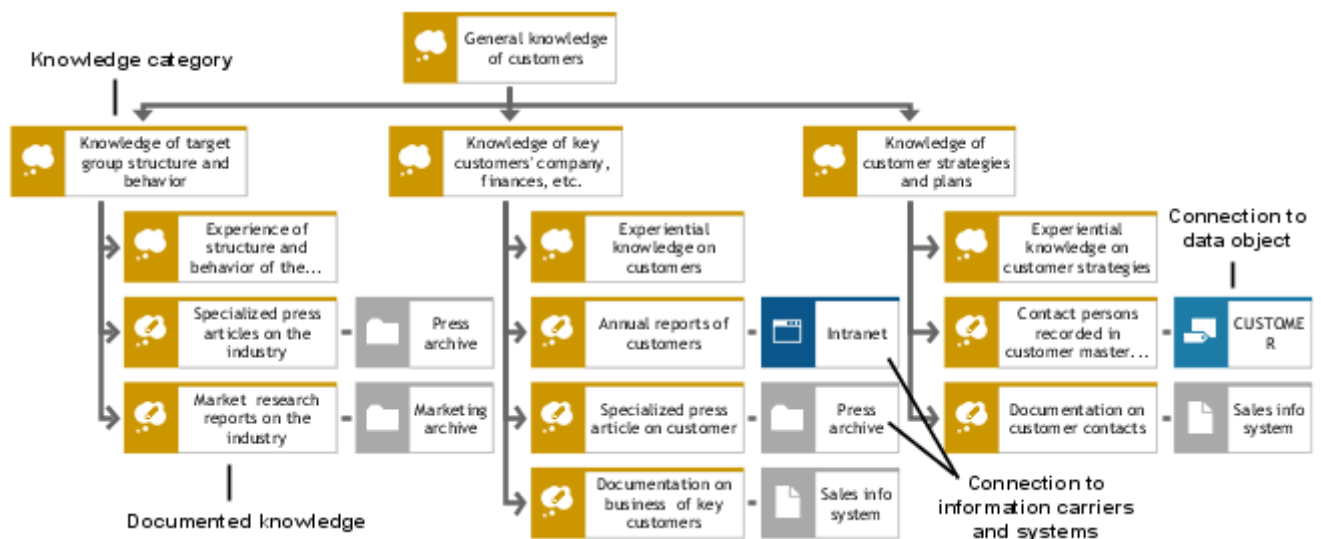 General knowledge
of customers
Knowledge category
Knowledge of target
group structure and
behavior
Knowledge of key
customers' company,
finances, etc.
Knowledge of
customer strategies
and plans
Experience of
structure and
behavior of the...
Experiential
knowledge on
customers
Experiential
knowledge on
customer strategies
Connection to
data object
Specialized press
articles on the
industry
Press
archive
Annual reports of
customers
Intranet
Contact persons
recorded in
customer master...
CUSTOME
R
Market research
reports on the
industry
Marketing
archive
Specialized press
article on customer
Press
archive
Documentation on
customer contacts
Sales info
system
Documentation on
business of key
customers
Sales info
system
Documented knowledge
Connection to
information carriers
and systems